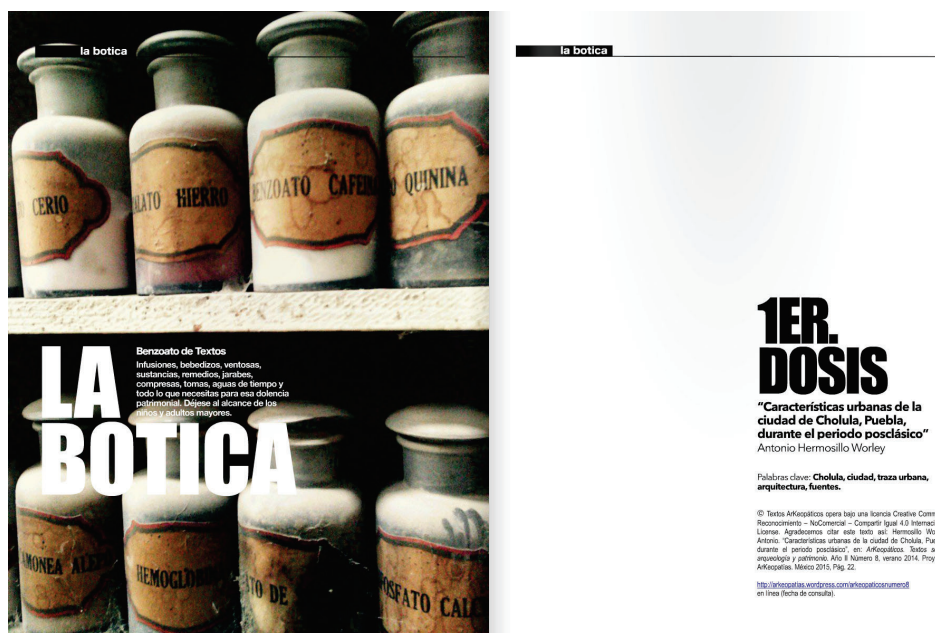 la botica
CERIO
HIERRO
BENZOATO CAFEINA
QUININA
LA
BOTICA
Benzoato de Textos
Infusiones, bebedizos, ventosas,
sustancias, remedios, jarabes,
compresas, tomas, aguas de tiempo y
todo lo que necesitas para esa dolencia
patrimonial. Déjese al alcance de los
niños y adultos mayores.
HEMOGLOB
TO DE
la botica
1ER.
DOSIS
"Características urbanas de la
ciudad de Cholula, Puebla,
durante el periodo posclásico"
Antonio Hermosillo Worley
Palabras clave: Cholula, ciudad, traza urbana,
arquitectura, fuentes.
© Textos ArKeopáticos opera bajo una licencia Creative Comm
Reconocimiento – NoComercial – Compartir Igual 4.0 Internaci
License. Agradecemos citar este texto así: Hermosillo Wo
Antonio. "Características urbanas de la ciudad de Cholula, Pue
durante el periodo posclásico", en: ArKeopáticos. Textos s
arqueología y patrimonio. Año II Número 8, verano 2014. Proy
ArKeopatías. México 2015, Pág. 22.
http://arkeopatias.wordpress.com/arkeopaticosnumero8
en línea (fecha de consulta).